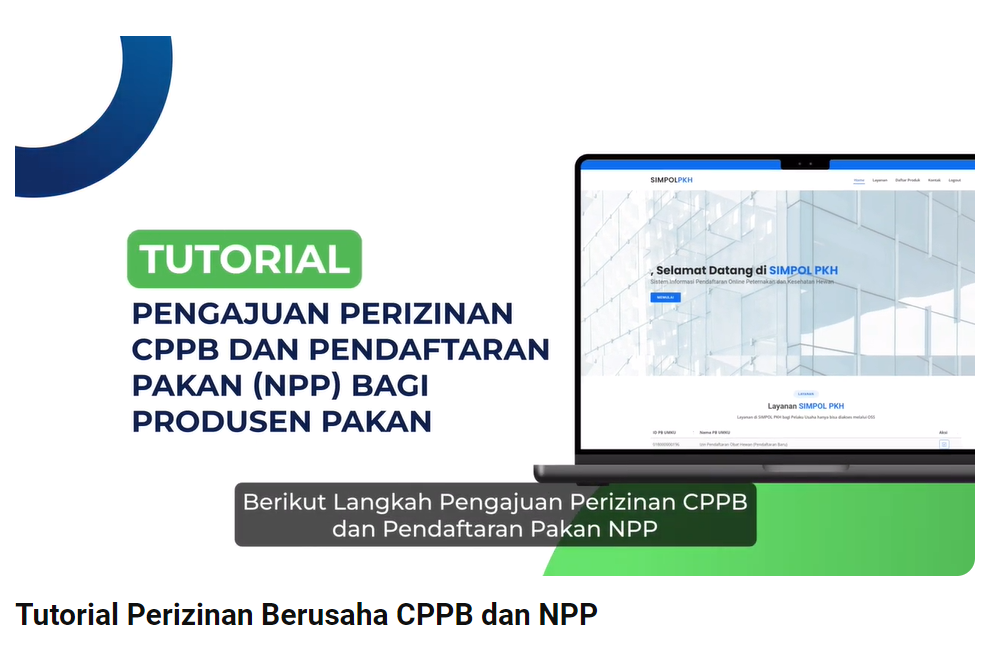 SIMPOLPKH
Home Layanan Daftar Produk Kontak Logout
, Selamat Datang di SIMPOL PKH
Sistem Informasi Pendaftaran Online Peternakan dan Kesehatan Hewan
MEMULAI
TUTORIAL
PENGAJUAN PERIZINAN
CPPB DAN PENDAFTARAN
PAKAN (NPP) BAGI
PRODUSEN PAKAN
LAYANAN
Layanan SIMPOL PKH
Layanan di SIMPOL PKH bagi Pelaku Usaha hanya bisa diakses melalui OSS
ID PB UMKU Nama PB UMKU Aksi
Izin Pendaftaran Obat Hewan (Pendaftaran Baru)
Berikut Langkah Pengajuan Perizinan CPPB
dan Pendaftaran Pakan NPP
Tutorial Perizinan Berusaha CPPB dan NPP